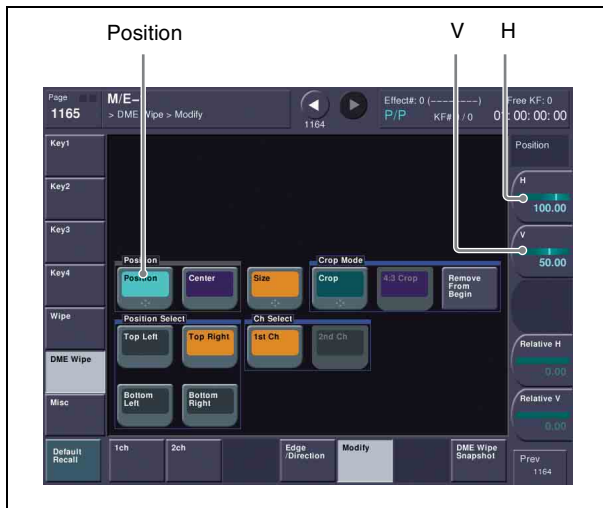 Position
V
H
Page
1165
M/E–
> DME Wipe > Modify
1164
Effect#: 0 (––––––––)
Free KF: 0
P/P
KF# 0 / 0
01: 00: 00: 00
Key1
Key2
Key3
Key4
Wipe
DME Wipe
Misc
Default
Recall
Position
Position
Center
Size
Crop Mode
Crop
4:3 Crop
Remove
From
Begin
Position Select
Top Left
Top Right
Bottom
Left
Bottom
Right
Ch Select
1st Ch
2nd Ch
Position
H
100.00
V
50.00
Relative H
0.00
Relative V
0.00
1ch
2ch
Edge
/Direction
Modify
DME Wipe
Snapshot
Prev
1164